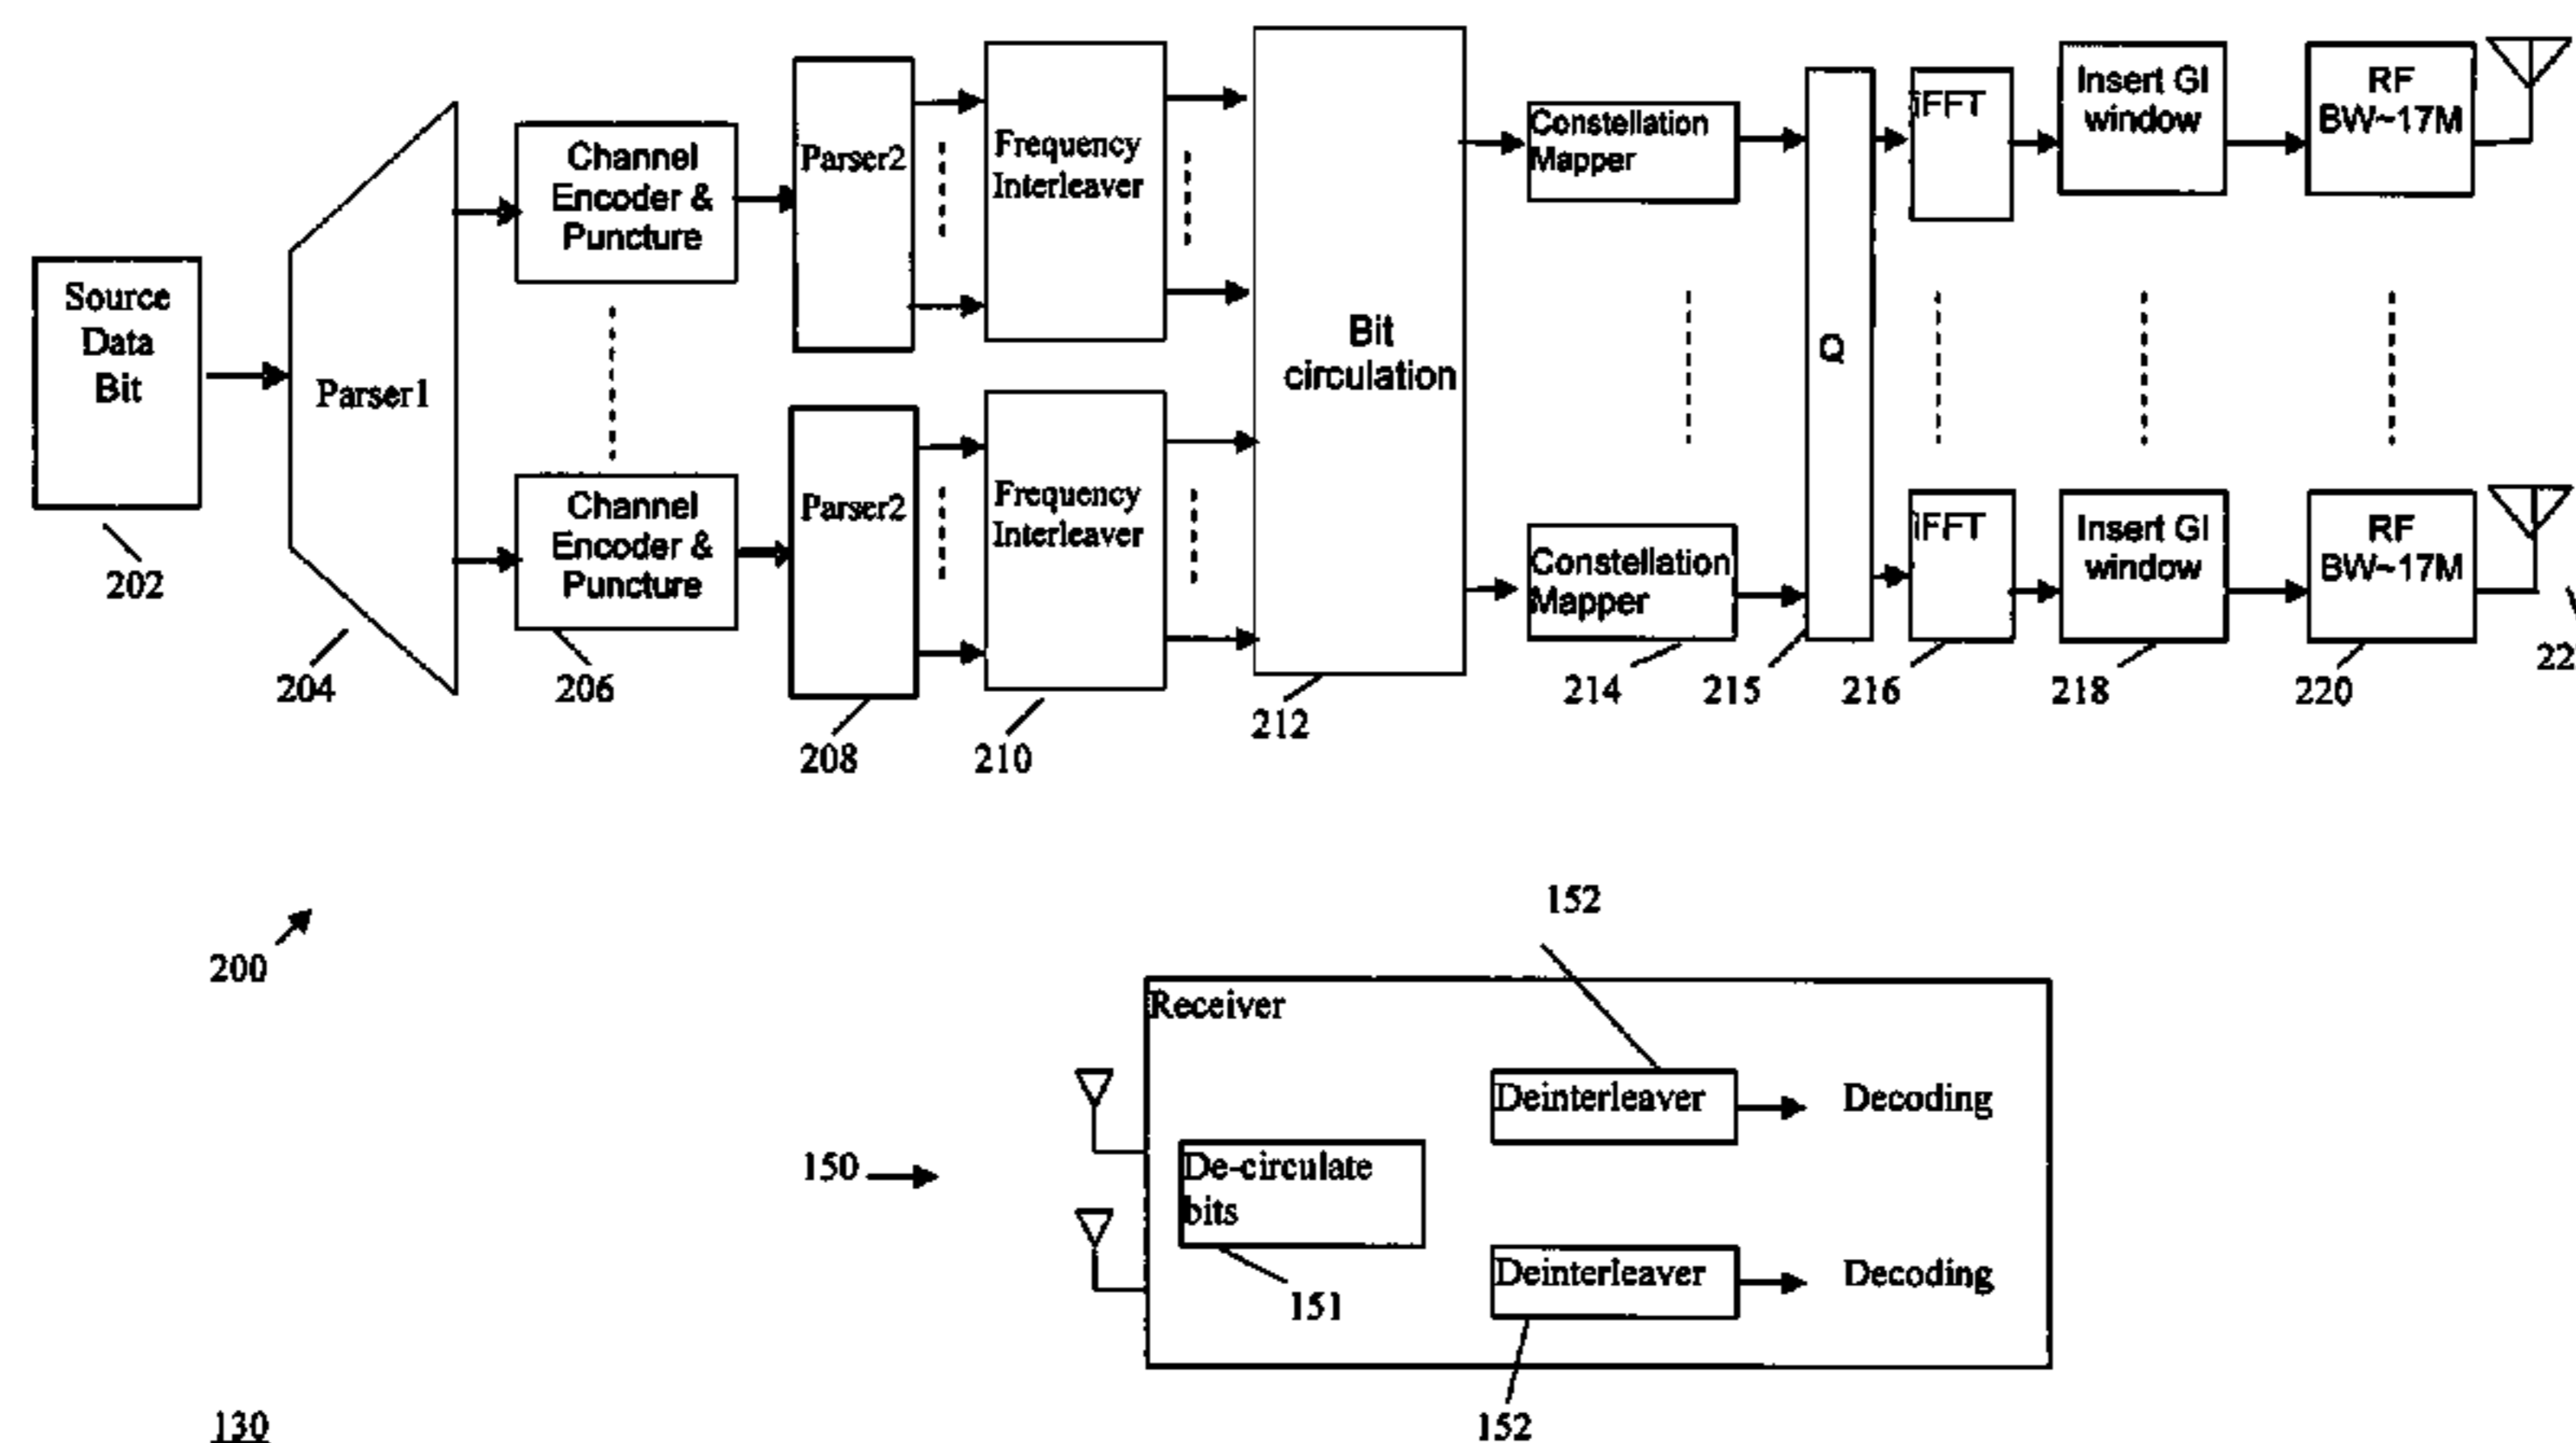 Source
Data
Bit
202
Parser1
204
Channel
Encoder &
Puncture
Channel
Encoder &
Puncture
206
Parser2
Parser2
208
Frequency
Interleaver
Frequency
Interleaver
210
Bit
circulation
212
Constellation
Mapper
Constellation
Mapper
214
Q
215
iFFT
iFFT
216
Insert GI
window
Insert GI
window
218
RF
BW~17M
RF
BW~17M
220
200
150
Receiver
De-circulate
bits
151
152
Deinterleaver
Decoding
Deinterleaver
Decoding
152
130